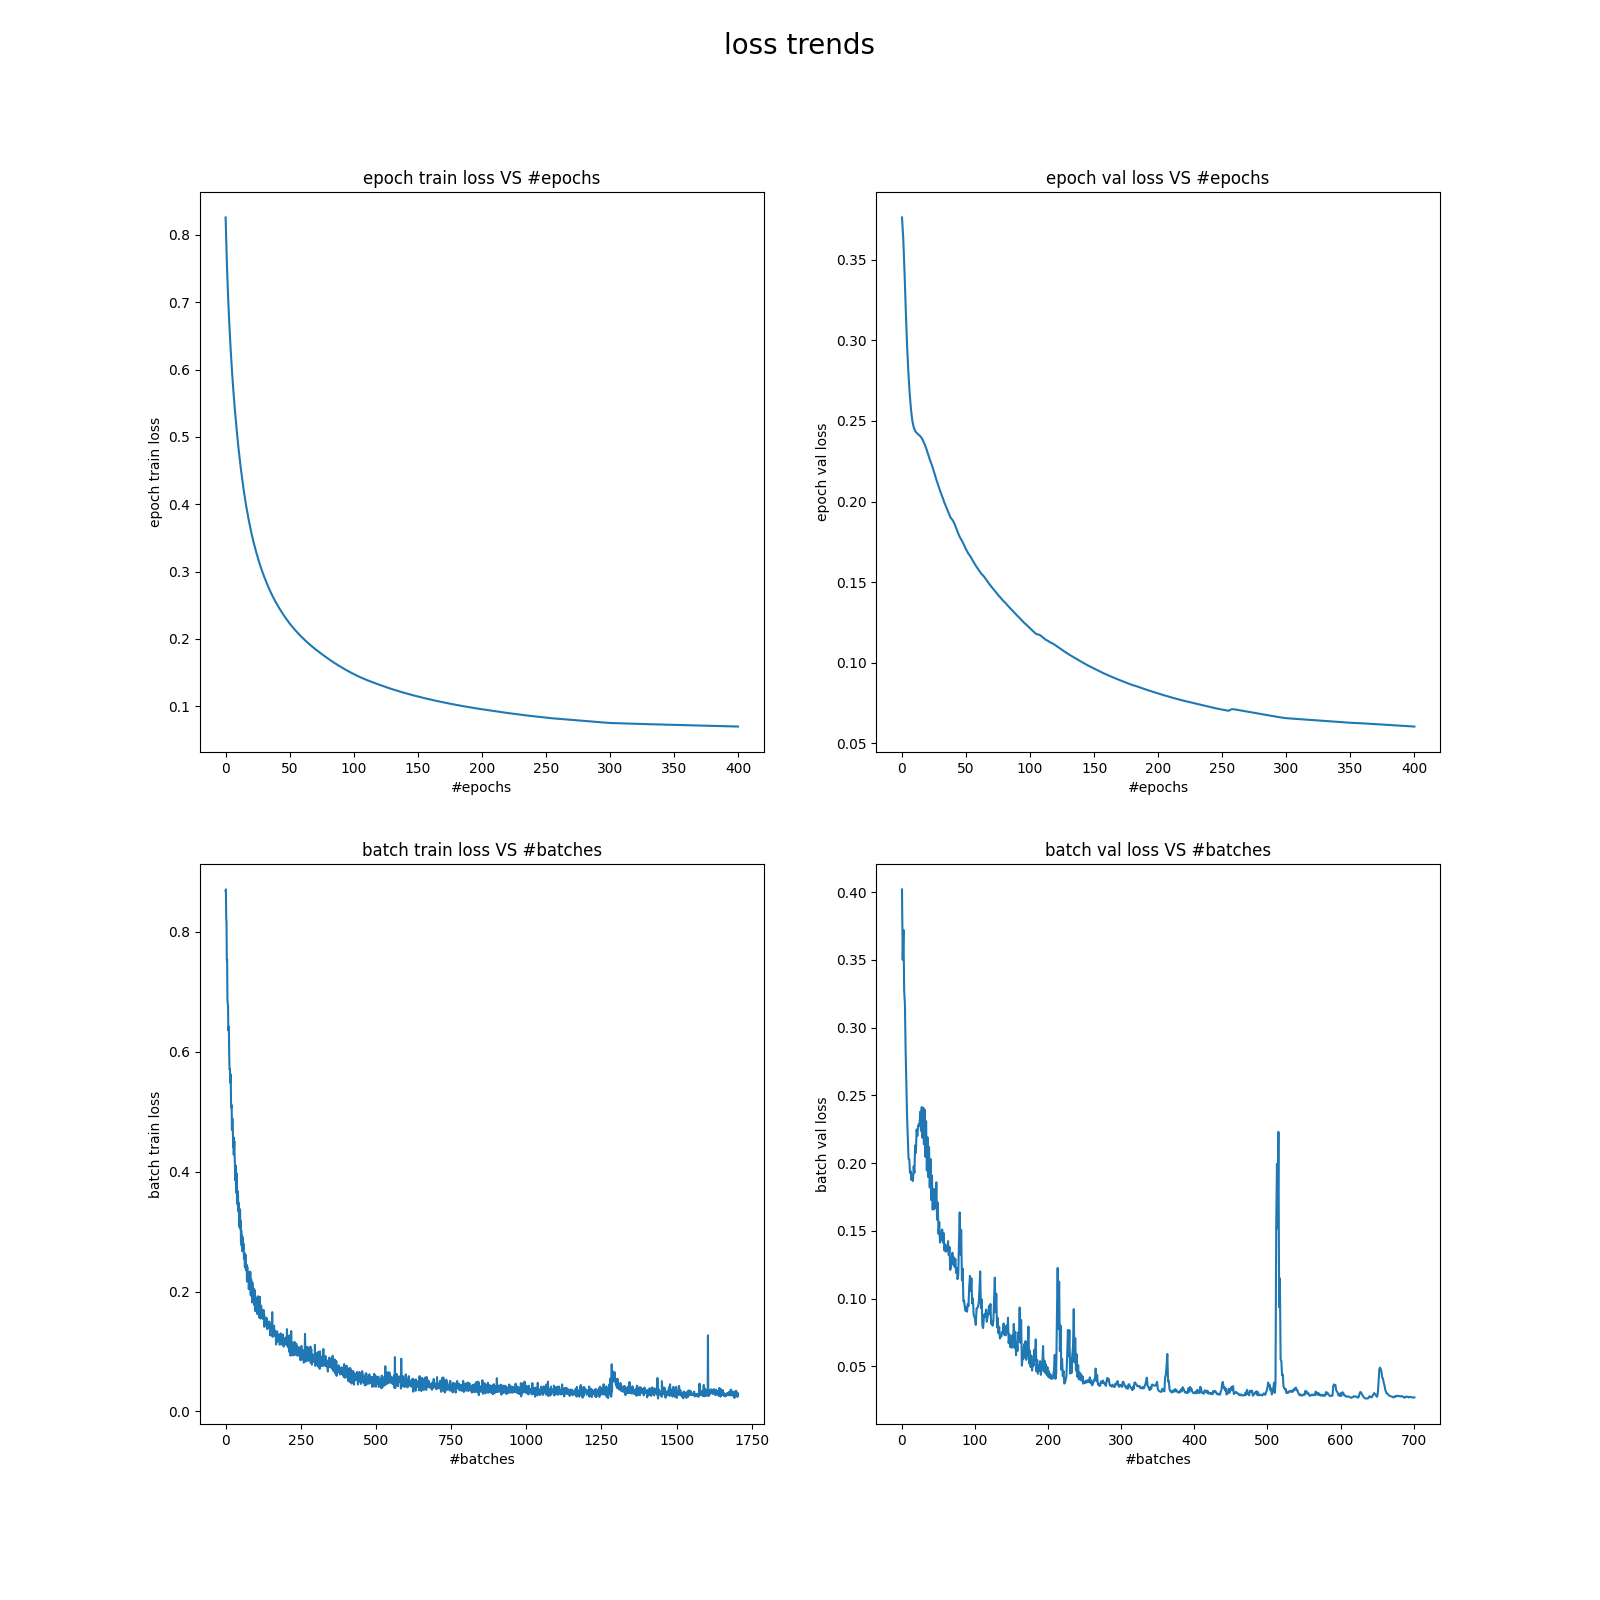 loss trends
epoch train loss VS #epochs
epoch train loss
0.8
0.7
0.6
0.5
0.4
0.3
0.2
0.1
0 50 100 150 200 250 300 350 400
#epochs
epoch val loss VS #epochs
epoch val loss
0.35
0.30
0.25
0.20
0.15
0.10
0.05
0 50 100 150 200 250 300 350 400
#epochs
batch train loss VS #batches
batch train loss
0.8
0.6
0.4
0.2
0.0
0 250 500 750 1000 1250 1500 1750
#batches
batch val loss VS #batches
batch val loss
0.40
0.35
0.30
0.25
0.20
0.15
0.10
0.05
0 100 200 300 400 500 600 700
#batches